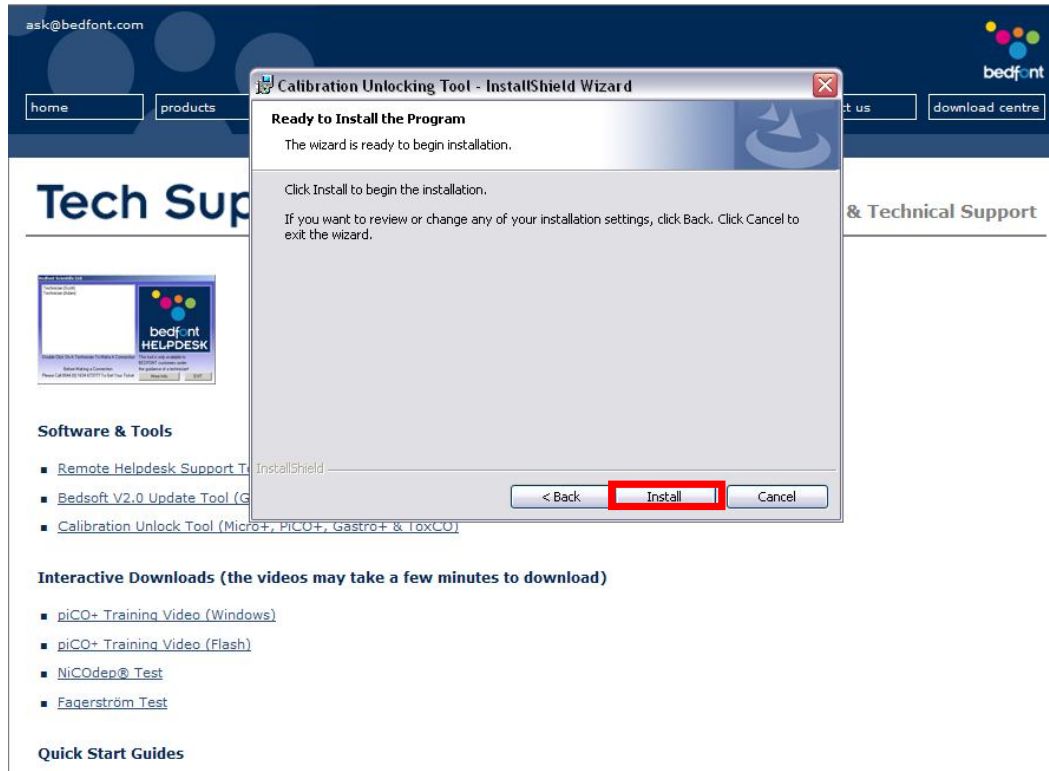 ask@bedfont.com
bedfont
home
products
ct us
download centre
Calibration Unlocking Tool - InstallShield Wizard
Ready to Install the Program
The wizard is ready to begin installation.
Click Install to begin the installation.
If you want to review or change any of your installation settings, click Back. Click Cancel to
exit the wizard.
InstallShield
< Back
Install
Cancel
Tech Sup
& Technical Support
bedfont
HELPDESK
Software & Tools
Remote Helpdesk Support T
Bedsoft V2.0 Update Tool (G
Calibration Unlock Tool (Micro+, PiCO+, Gastro+ & ToxCO)
Interactive Downloads (the videos may take a few minutes to download)
piCO+ Training Video (Windows)
piCO+ Training Video (Flash)
NiCOdep® Test
Fagerström Test
Quick Start Guides